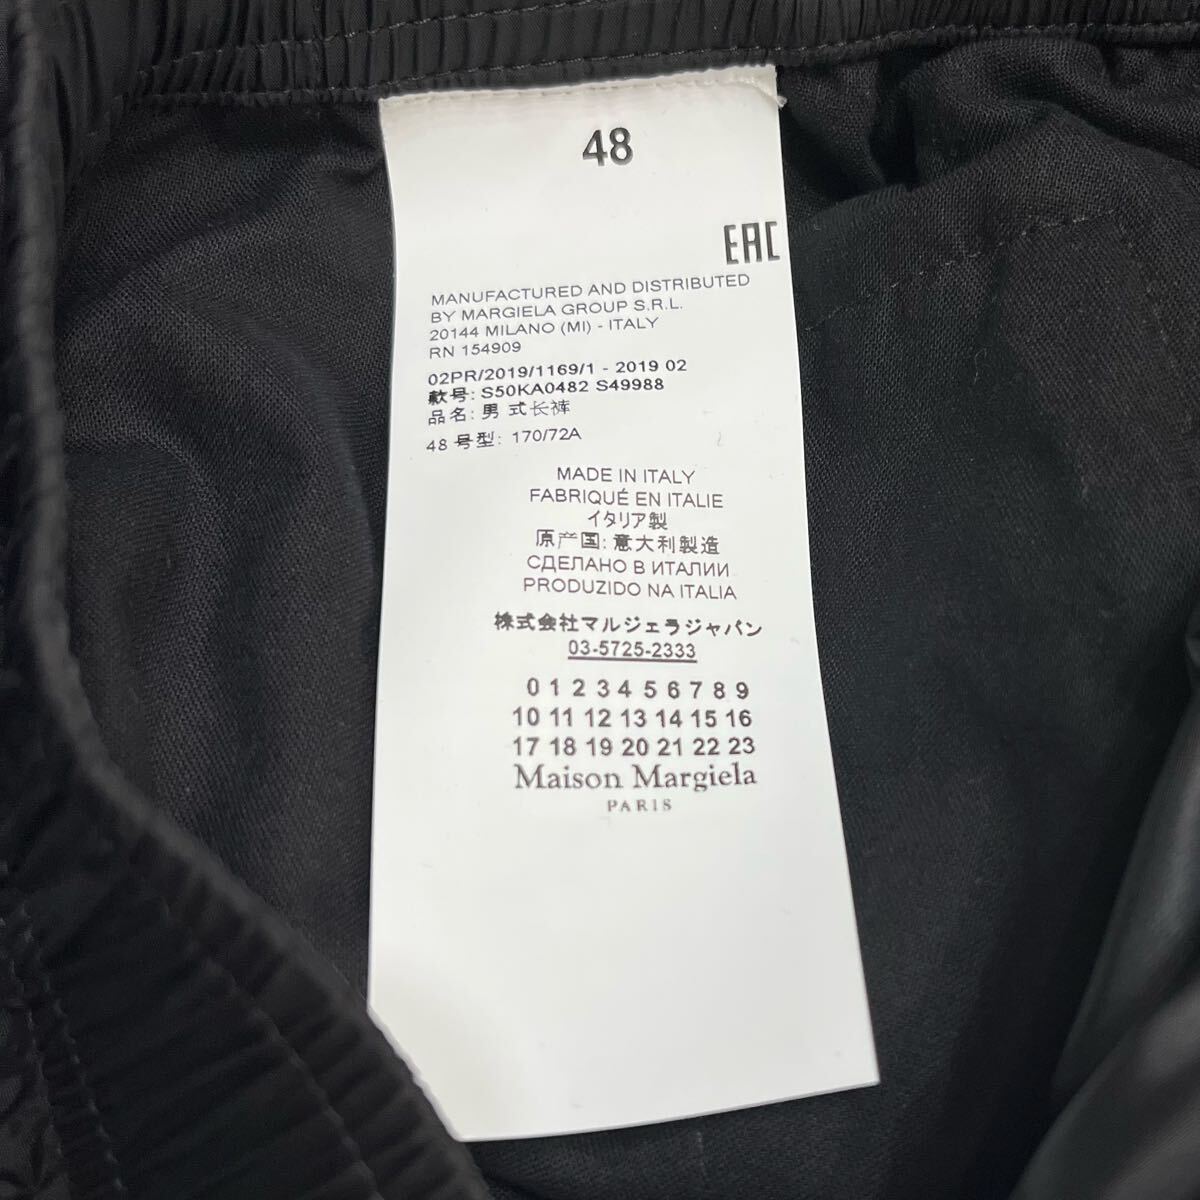 48
EAC
MANUFACTURED AND DISTRIBUTED
BY MARGIELA GROUP S.R.L.
20144 MILANO (MI) - ITALY
RN 154909
02PR/2019/1169/1 - 2019 02
款号: S50KA0482 S49988
品名: 男 式长裤
48 号型: 170/72A
MADE IN ITALY
FABRIQUÉ EN ITALIE
イタリア製
原产国: 意大利製造
СДЕЛАНО В ИТАЛИИ
PRODUZIDO NA ITALIA
株式会社マルジェラジャパン
03-5725-2333
0 1 2 3 4 5 6 7 8 9
10 11 12 13 14 15 16
17 18 19 20 21 22 23
Maison Margiela
PARIS